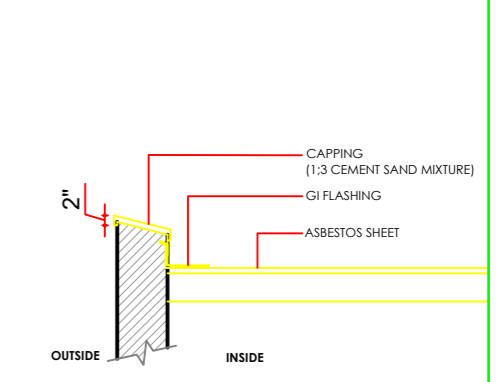 CAPPING
(1;3 CEMENT SAND MIXTURE)
GI FLASHING
2"
ASBESTOS SHEET
OUTSIDE
INSIDE